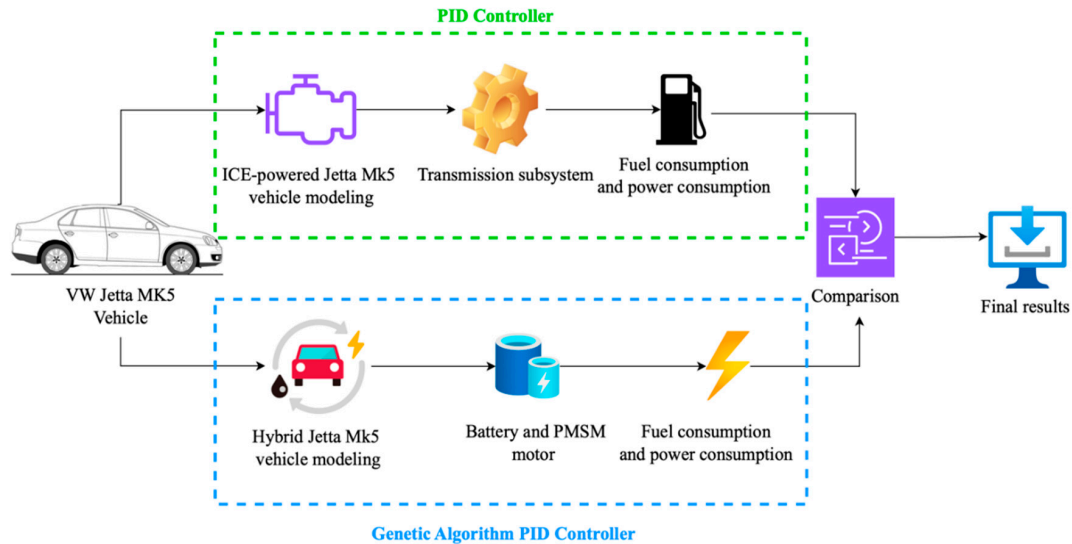 PID Controller
ICE-powered Jetta Mk5
vehicle modeling
Transmission subsystem
Fuel consumption
and power consumption
VW Jetta MK5
Vehicle
Comparison
Final results
Hybrid Jetta Mk5
vehicle modeling
Battery and PMSM
motor
Fuel consumption
and power consumption
Genetic Algorithm PID Controller